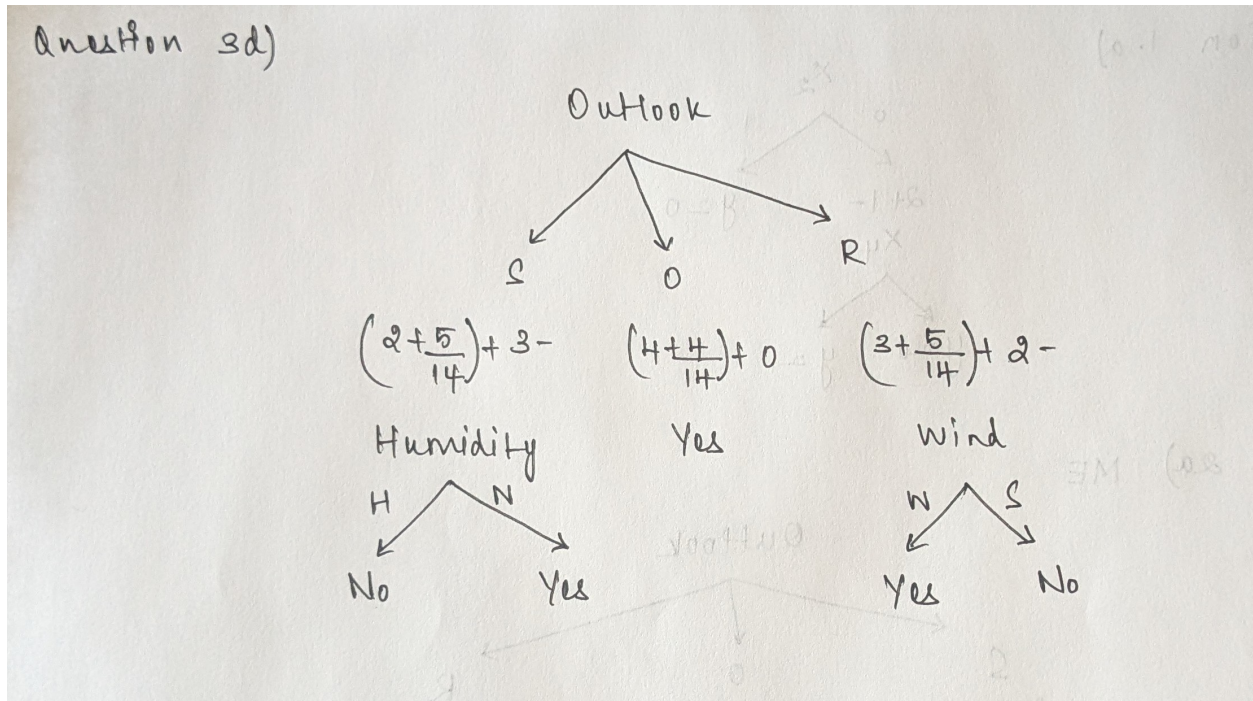 Question 3d)
Outlook
S O R
(2+5/14)+ 3- (4+4/14)+ 0 (3+5/14)+ 2-
Humidity Yes Wind
H N W S
No Yes Yes No